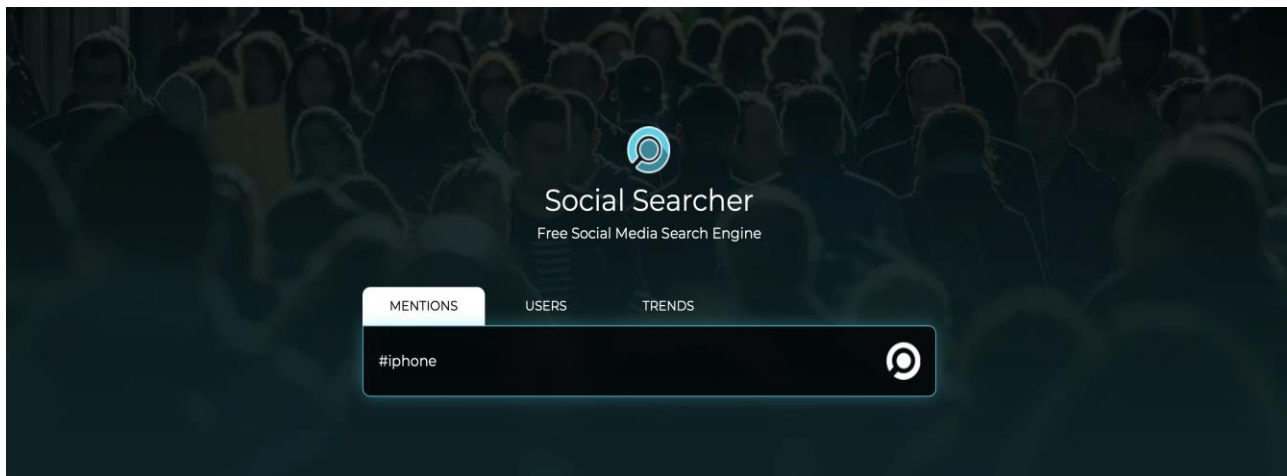 Social Searcher
Free Social Media Search Engine
MENTIONS USERS TRENDS
#iphone